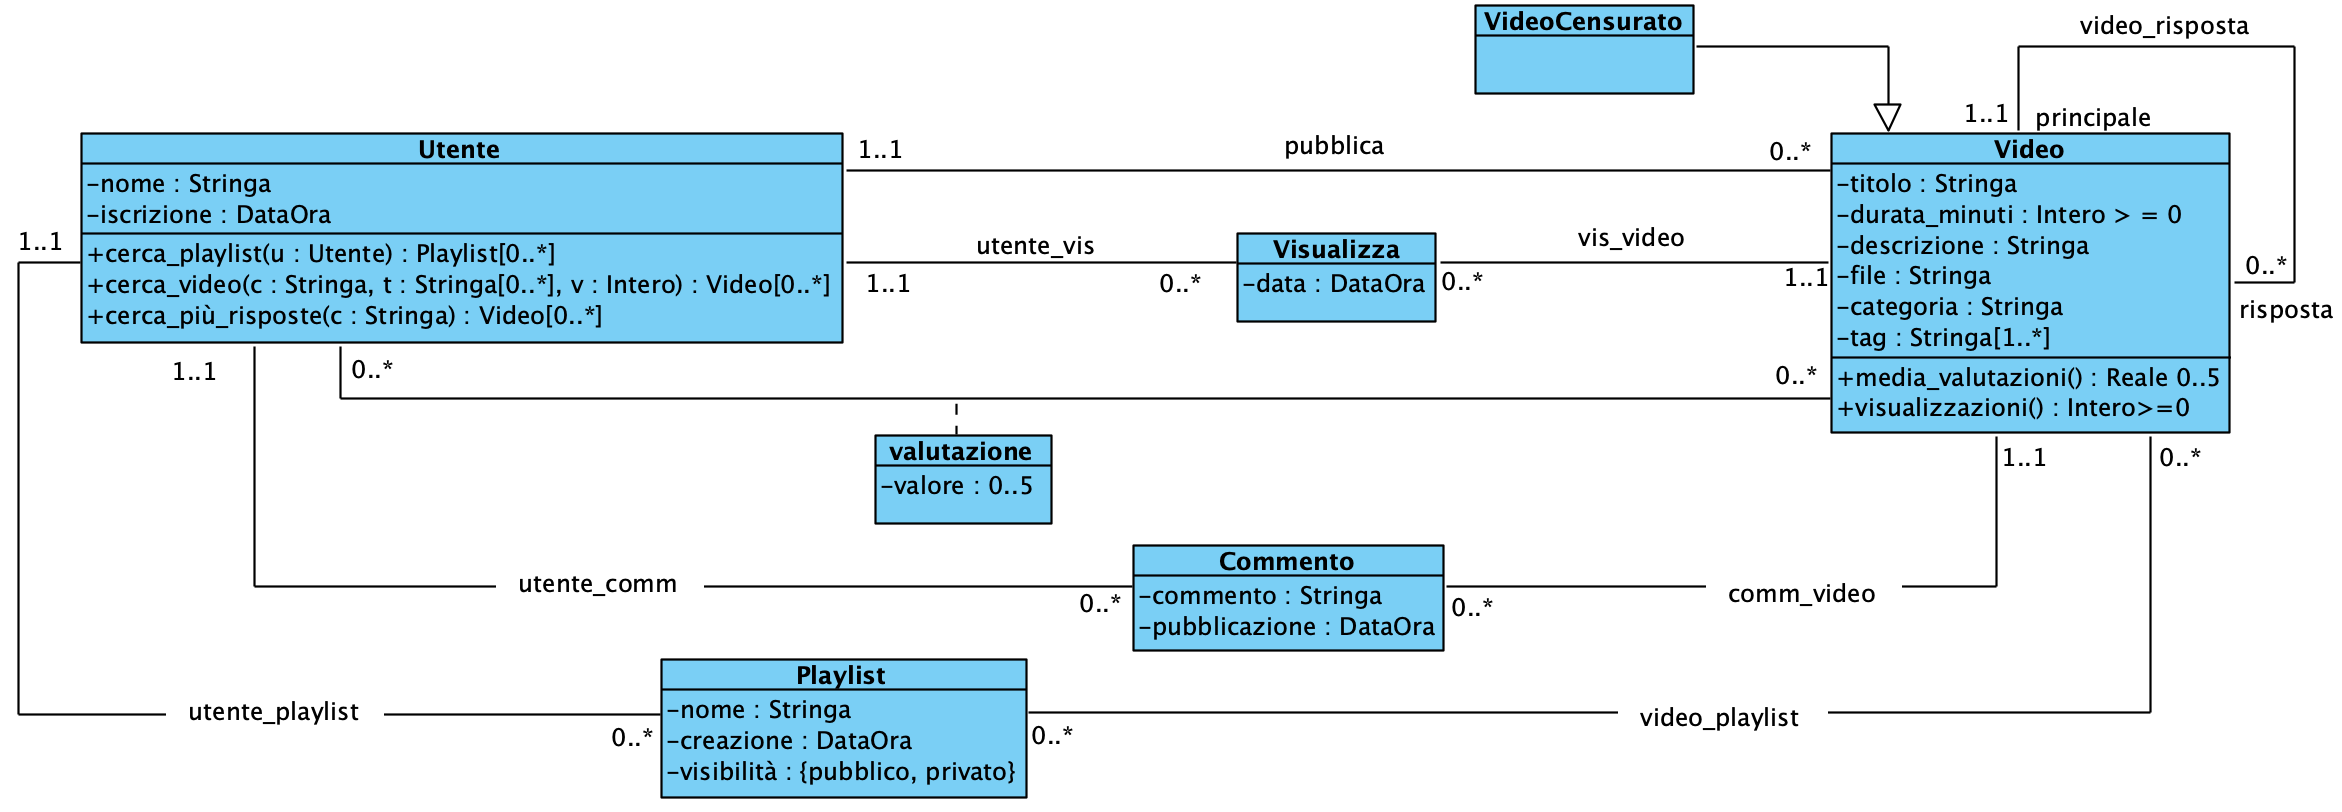 VideoCensurato
video_risposta
1..1
principale
Utente
-nome : Stringa
-iscrizione : DataOra
+cerca_playlist(u : Utente) : Playlist[0..*]
+cerca_video(c : Stringa, t : Stringa[0..*], v : Intero) : Video[0..*]
+cerca_più_risposte(c : Stringa) : Video[0..*]
1..1
pubblica
0..*
Video
-titolo : Stringa
-durata_minuti : Intero > = 0
-descrizione : Stringa
-file : Stringa
-categoria : Stringa
-tag : Stringa[1..*]
+media_valutazioni() : Reale 0..5
+visualizzazioni() : Intero>=0
1..1
utente_vis
1..1
0..*
Visualizza
-data : DataOra
vis_video
0..*
1..1
0..*
risposta
1..1
0..*
0..*
valutazione
-valore : 0..5
1..1
0..*
utente_comm
0..*
Commento
-commento : Stringa
-pubblicazione : DataOra
0..*
comm_video
utente_playlist
0..*
Playlist
-nome : Stringa
-creazione : DataOra
-visibilità : {pubblico, privato}
0..*
video_playlist